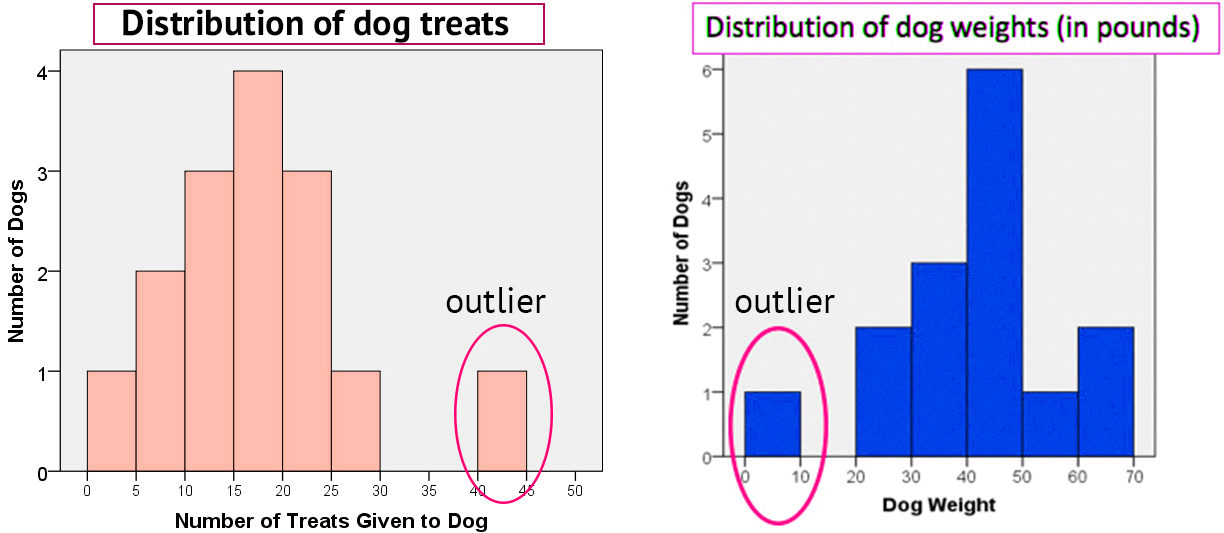 Distribution of dog treats
4
3
2
1
0
Number of Dogs
outlier
0 5 10 15 20 25 30 35 40 45 50
Number of Treats Given to Dog
Distribution of dog weights (in pounds)
6
5
4
3
2
1
0
Number of Dogs
outlier
0 10 20 30 40 50 60 70
Dog Weight